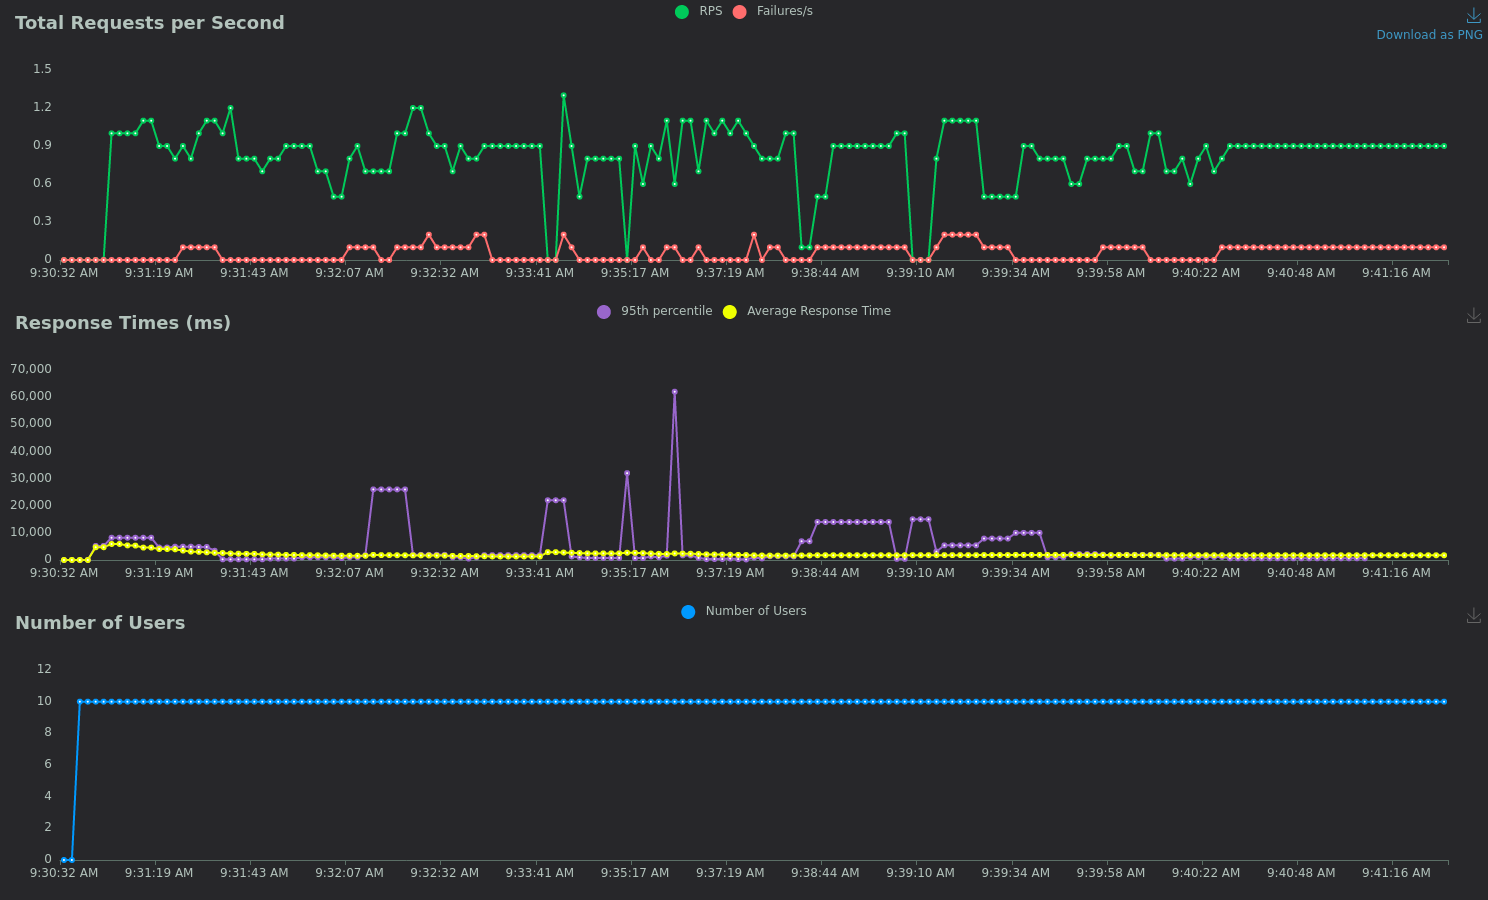 Total Requests per Second
RPS Failures/s
Download as PNG
1.5
1.2
0.9
0.6
0.3
0
9:30:32 AM 9:31:19 AM 9:31:43 AM 9:32:07 AM 9:32:32 AM 9:33:41 AM 9:35:17 AM 9:37:19 AM 9:38:44 AM 9:39:10 AM 9:39:34 AM 9:39:58 AM 9:40:22 AM 9:40:48 AM 9:41:16 AM
Response Times (ms)
95th percentile Average Response Time
70,000
60,000
50,000
40,000
30,000
20,000
10,000
0
9:30:32 AM 9:31:19 AM 9:31:43 AM 9:32:07 AM 9:32:32 AM 9:33:41 AM 9:35:17 AM 9:37:19 AM 9:38:44 AM 9:39:10 AM 9:39:34 AM 9:39:58 AM 9:40:22 AM 9:40:48 AM 9:41:16 AM
Number of Users
Number of Users
12
10
8
6
4
2
0
9:30:32 AM 9:31:19 AM 9:31:43 AM 9:32:07 AM 9:32:32 AM 9:33:41 AM 9:35:17 AM 9:37:19 AM 9:38:44 AM 9:39:10 AM 9:39:34 AM 9:39:58 AM 9:40:22 AM 9:40:48 AM 9:41:16 AM